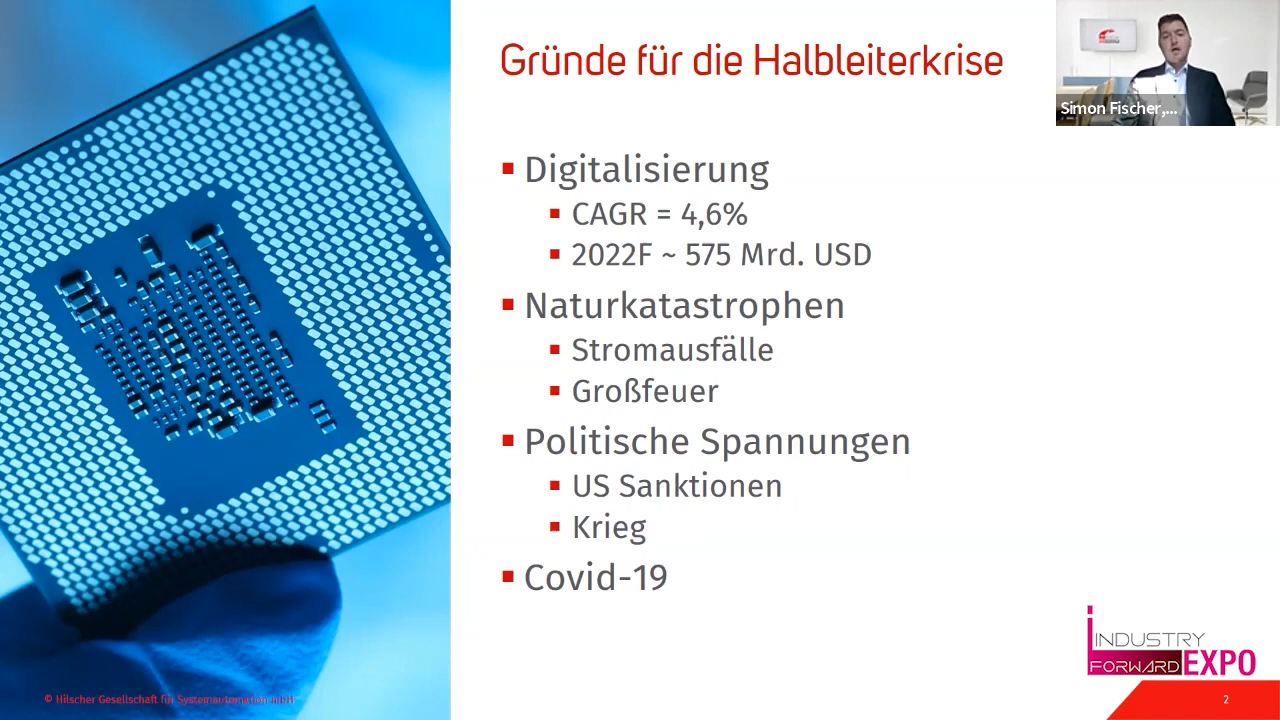 Gründe für die Halbleiterkrise
Simon Fischer,...
Digitalisierung
CAGR = 4,6%
2022F ~ 575 Mrd. USD
Naturkatastrophen
Stromausfälle
Großfeuer
Politische Spannungen
US Sanktionen
Krieg
Covid-19
INDUSTRY
FORWARD EXPO
© Hilscher Gesellschaft für Systemautomation mbH
2